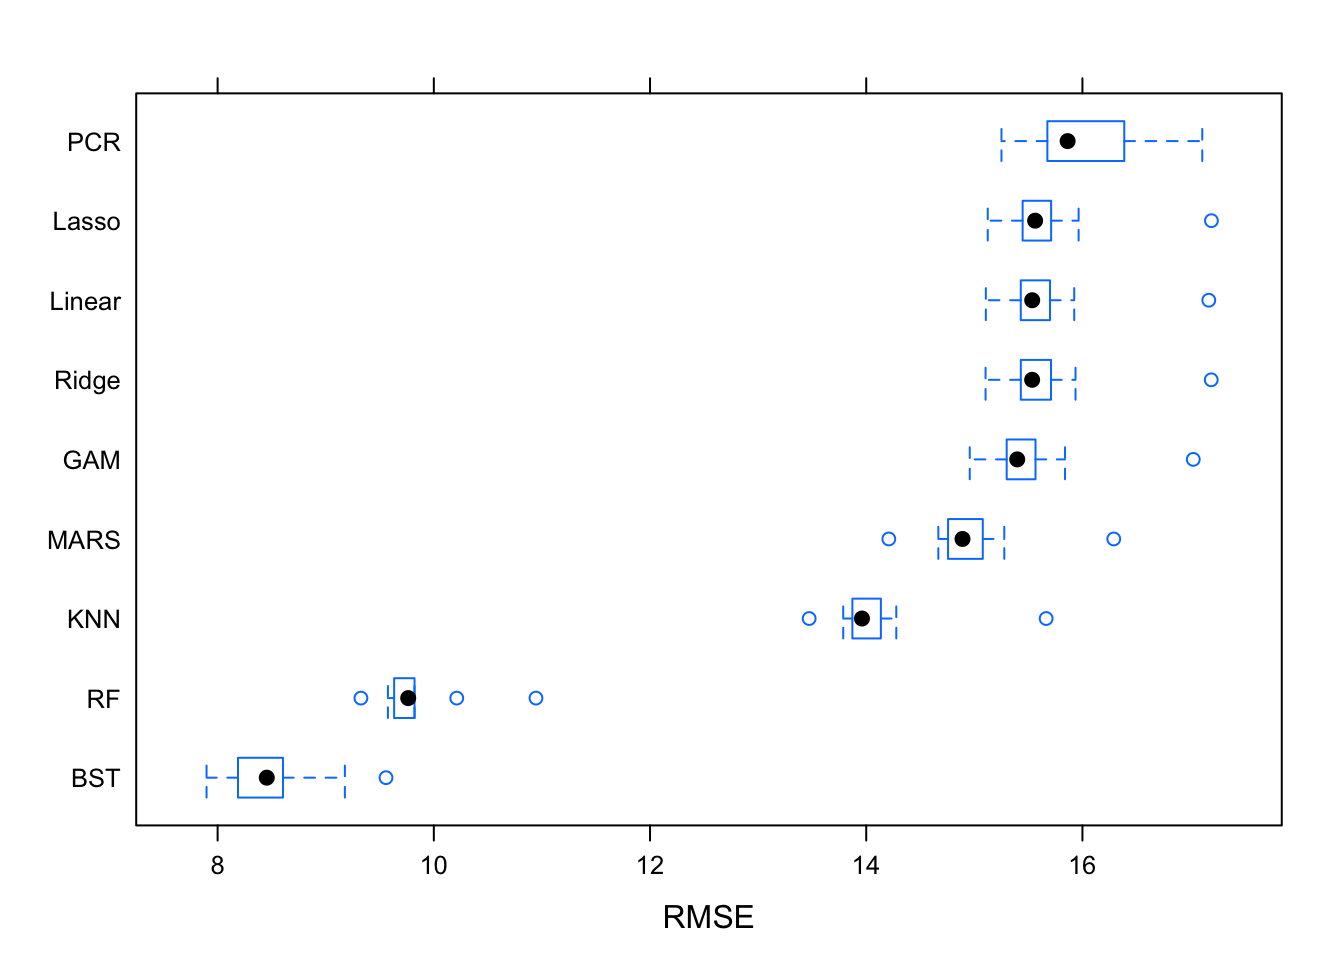 PCR
Lasso
Linear
Ridge
GAM
MARS
KNN
RF
BST
8 10 12 14 16
RMSE